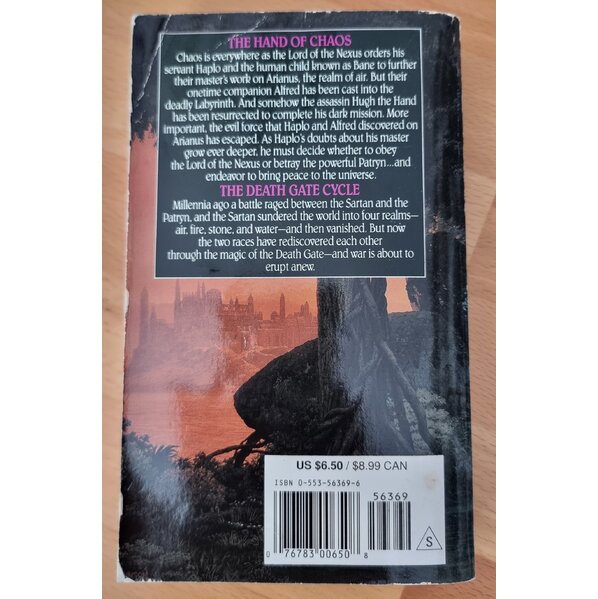 THE HAND OF CHAOS
Chaos is everywhere as the Lord of the Nexus orders his
servant Haplo and the human child known as Bane to further
their master's work on Arianus, the realm of air. But their
onetime companion Alfred has been cast into the
deadly Labyrinth. And somehow the assassin Hugh the Hand
has been resurrected to complete his dark mission. More
important, the evil force that Haplo and Alfred discovered on
Arianus has escaped. As Haplo's doubts about his master
grow ever deeper, he must decide whether to obey
the Lord of the Nexus or betray the powerful Patryn...and
endeavor to bring peace to the universe.
THE DEATH GATE CYCLE
Millennia ago a battle raged between the Sartan and the
Patryn, and the Sartan sundered the world into four realms—
air, fire, stone, and water—and then vanished. But now
the two races have rediscovered each other
through the magic of the Death Gate—and war is about to
erupt anew.
US $6.50 / $8.99 CAN
ISBN 0-553-56369-6
56369
0 76783 00650 8
S